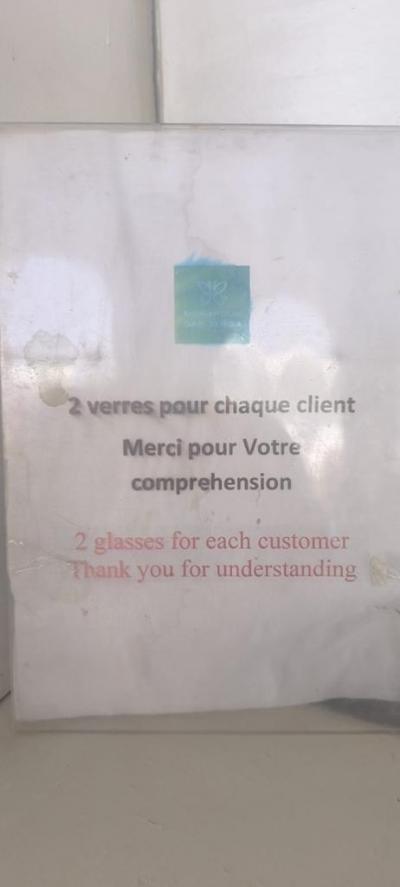 2 verres pour chaque client
Merci pour Votre
comprehension
2 glasses for each customer
Thank you for understanding